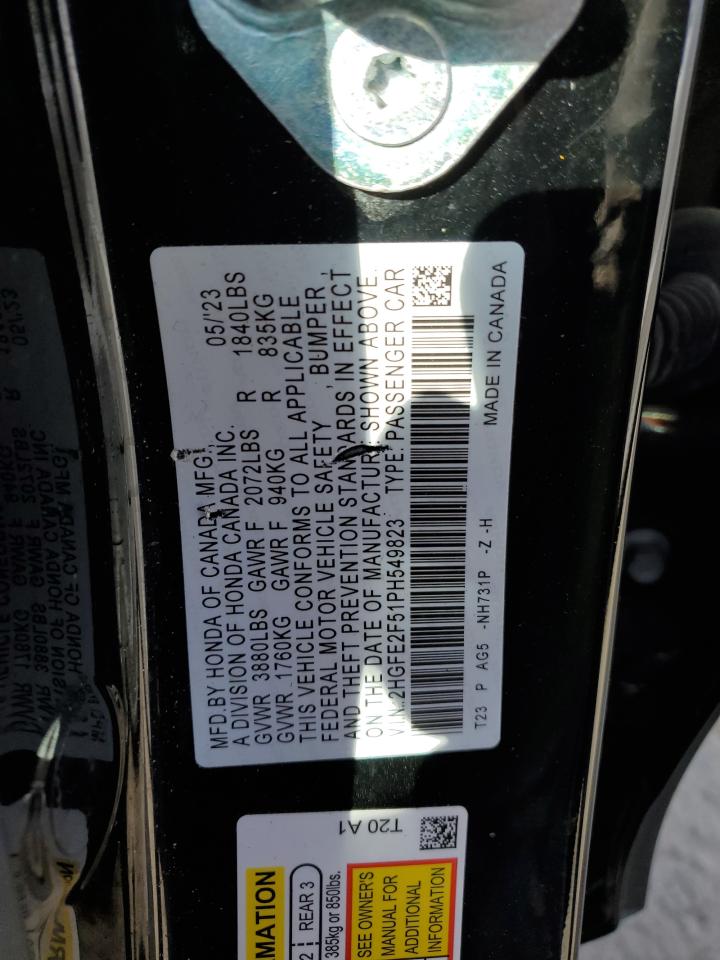 MFD. BY HONDA OF CANADA MFG.,
A DIVISION OF HONDA CANADA INC. 05/'23
GVWR 3880LBS GAWR F 2072LBS R 1840LBS
GVWR 1760KG GAWR F 940KG R 835KG
THIS VEHICLE CONFORMS TO ALL APPLICABLE
FEDERAL MOTOR VEHICLE SAFETY, BUMPER,
AND THEFT PREVENTION STANDARDS, IN EFFECT
ON THE DATE OF MANUFACTURE SHOWN ABOVE.
V.I.N.:2HGFE2F51PH549823 TYPE: PASSENGER CAR
T23 P AG5 -NH731P -Z -H MADE IN CANADA
T20 A1
REAR 3
385kg or 850lbs.
SEE OWNER'S
MANUAL FOR
ADDITIONAL
INFORMATION